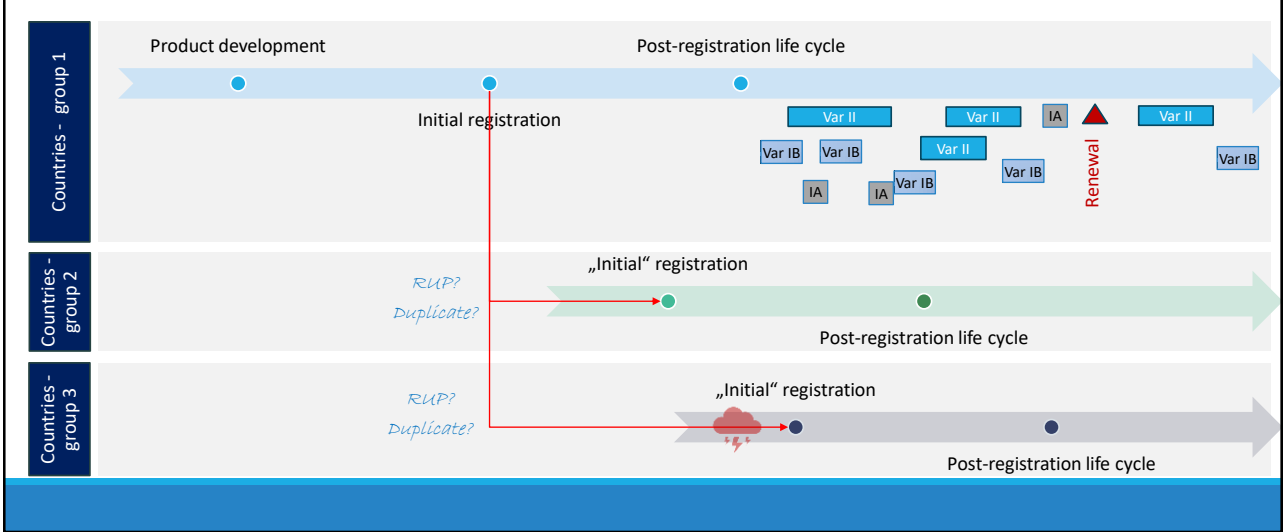 Countries - group 1
Product development
Post-registration life cycle
Initial registration
Var II
Var II
IA
Var II
Var IB
Var IB
Var II
Var IB
IA
IA
Var IB
Var IB
Renewal
Countries -
group 2
„Initial“ registration
RUP?
Duplicate?
Post-registration life cycle
Countries -
group 3
„Initial“ registration
RUP?
Duplicate?
Post-registration life cycle